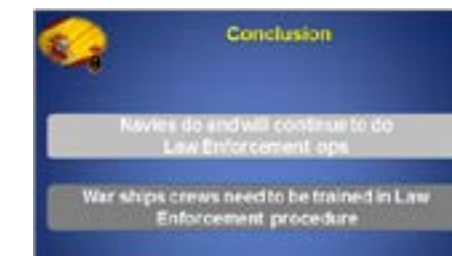 Conclusion
Navies do and will continue to do
Law Enforcement ops
War ships crews need to be trained in Law
Enforcement procedure